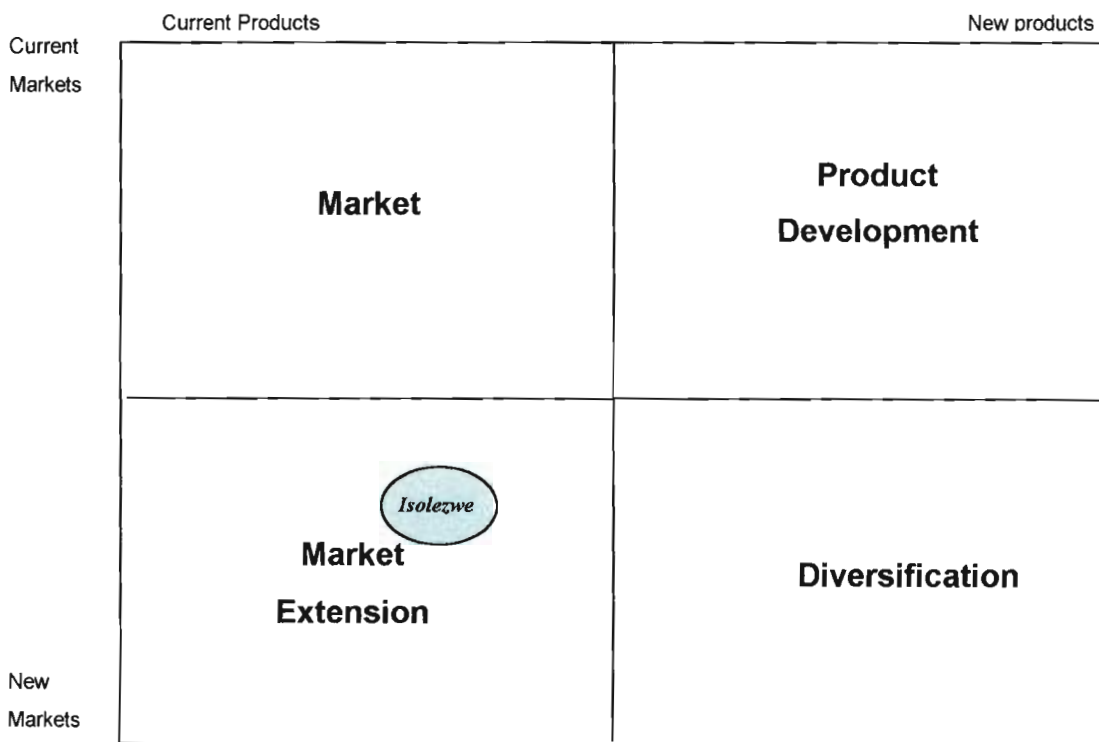 Current Products
New products
Current
Markets
Market
Product
Development
Isolezwe
Market
Extension
Diversification
New
Markets